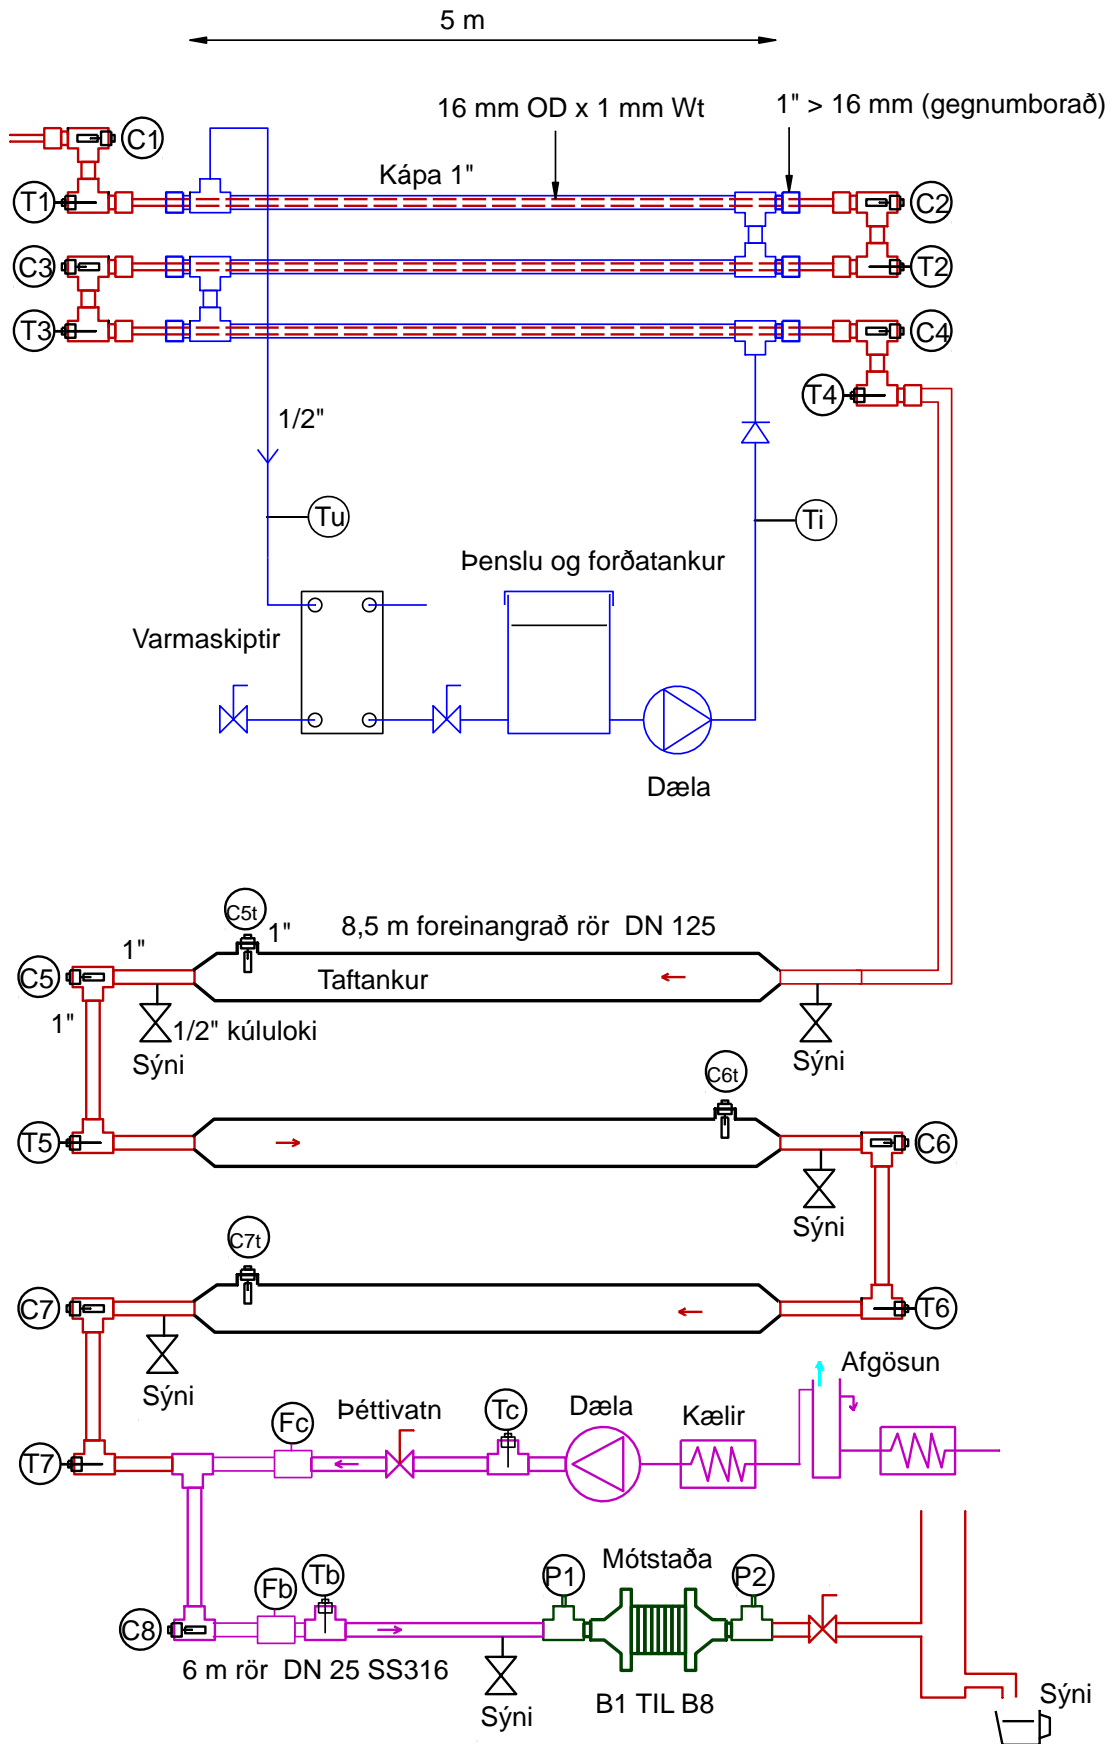 5 m
16 mm OD x 1 mm Wt
1" > 16 mm (gegnumborað)
C1
Kápa 1"
T1
C2
C3
T2
T3
C4
T4
1/2"
Tu
Ti
Þenslu og forðatankur
Varmaskiptir
Dæla
C5t
1"
8,5 m foreinangrað rör DN 125
1"
C5
Taftankur
1"
1/2" kúluloki
Sýni
Sýni
C6t
T5
C6
Sýni
C7t
C7
T6
Sýni
Afgösun
Þéttivatn
Tc
Dæla
Kælir
Fc
T7
Mótstaða
Fb
Tb
P1
P2
C8
6 m rör DN 25 SS316
Sýni
B1 TIL B8
Sýni